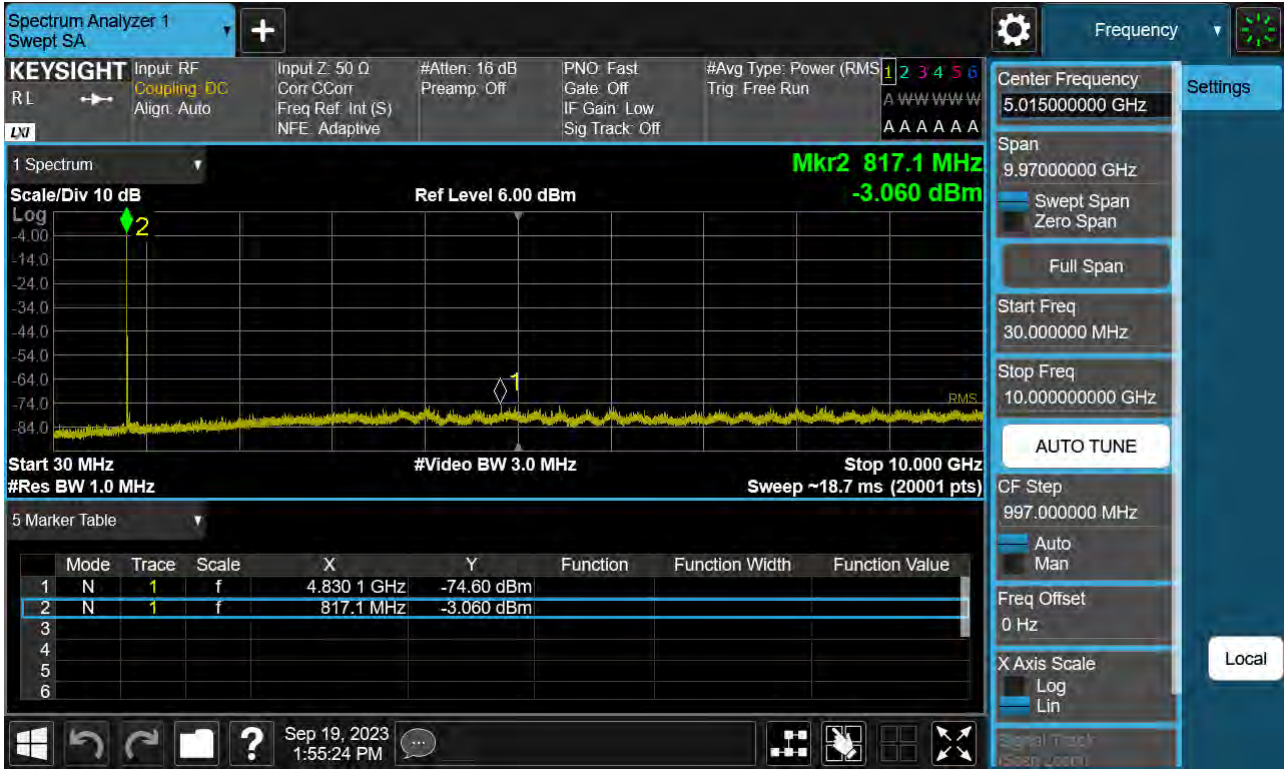 Spectrum Analyzer 1
Swept SA
+
Frequency
KEYSIGHT
RL
LXI
Input: RF
Coupling: DC
Align: Auto
Input Z: 50 Ω
Corr CCorr
Freq Ref: Int (S)
NFE: Adaptive
#Atten: 16 dB
Preamp: Off
PNO: Fast
Gate: Off
IF Gain: Low
Sig Track: Off
#Avg Type: Power (RMS
Trig: Free Run
1 2 3 4 5 6
A W W W W W
A A A A A A
1 Spectrum
Mkr2 817.1 MHz
Scale/Div 10 dB
Ref Level 6.00 dBm
-3.060 dBm
Log
2
-4.00
-14.0
-24.0
-34.0
-44.0
-54.0
-64.0
1
-74.0
RMS
-84.0
Start 30 MHz
#Video BW 3.0 MHz
Stop 10.000 GHz
#Res BW 1.0 MHz
Sweep ~18.7 ms (20001 pts)
5 Marker Table
Mode Trace Scale X Y Function Function Width Function Value
1 N 1 f 4.830 1 GHz -74.60 dBm
2 N 1 f 817.1 MHz -3.060 dBm
3
4
5
6
Center Frequency
5.015000000 GHz
Settings
Span
9.97000000 GHz
Swept Span
Zero Span
Full Span
Start Freq
30.000000 MHz
Stop Freq
10.000000000 GHz
AUTO TUNE
CF Step
997.000000 MHz
Auto
Man
Freq Offset
0 Hz
X Axis Scale
Log
Lin
Local
Signal Track
(Span Zoom)
?
Sep 19, 2023
1:55:24 PM